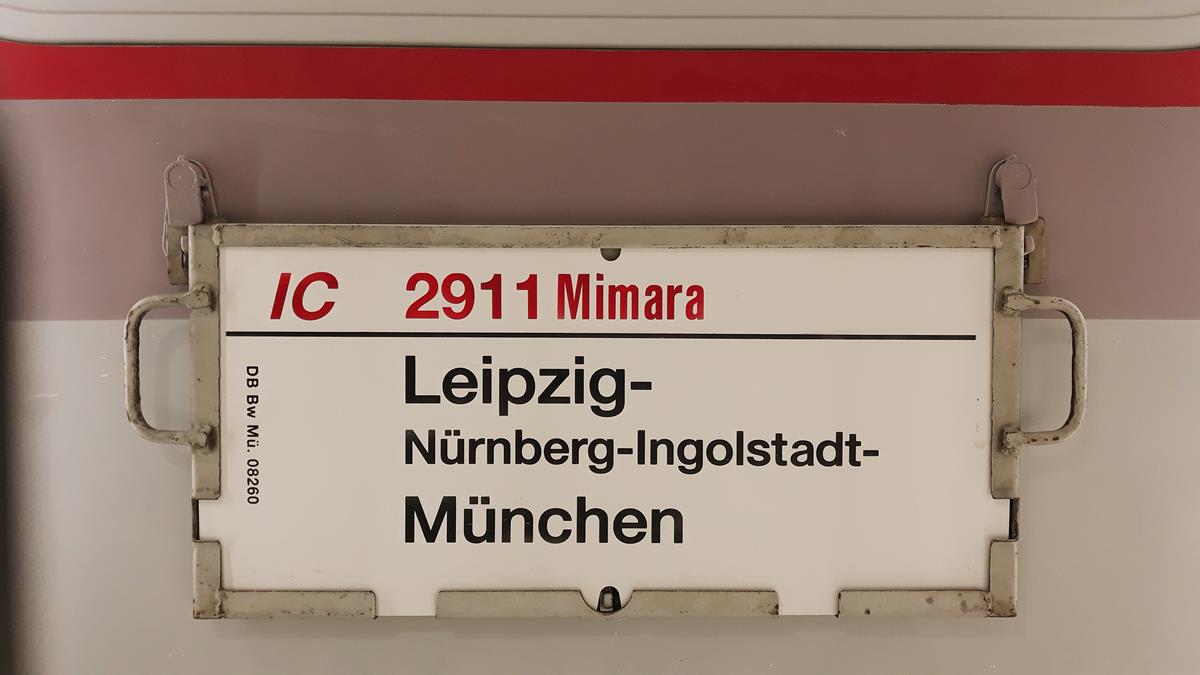 IC 2911 Mimara
Leipzig-
Nürnberg-Ingolstadt-
München
DB Bw Mü. 08260